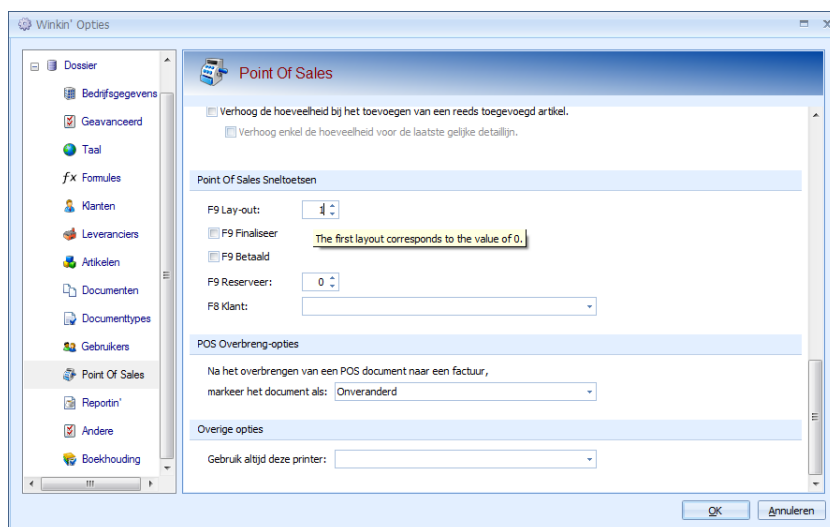 Winkin' Opties
Dossier
Bedrijfsgegevens
Geavanceerd
Taal
fx Formules
Klanten
Leveranciers
Artikelen
Documenten
Documenttypes
Gebruikers
Point Of Sales
Reportin'
Andere
Boekhouding
Point Of Sales
Verhoog de hoeveelheid bij het toevoegen van een reeds toegevoegd artikel.
Verhoog enkel de hoeveelheid voor de laatste gelijke detaillijn.
Point Of Sales Sneltoetsen
F9 Lay-out: 1
F9 Finaliseer
The first layout corresponds to the value of 0.
F9 Betaald
F9 Reserveer: 0
F8 Klant:
POS Overbreng-opties
Na het overbrengen van een POS document naar een factuur,
markeer het document als: Onveranderd
Overige opties
Gebruik altijd deze printer:
OK Annuleren